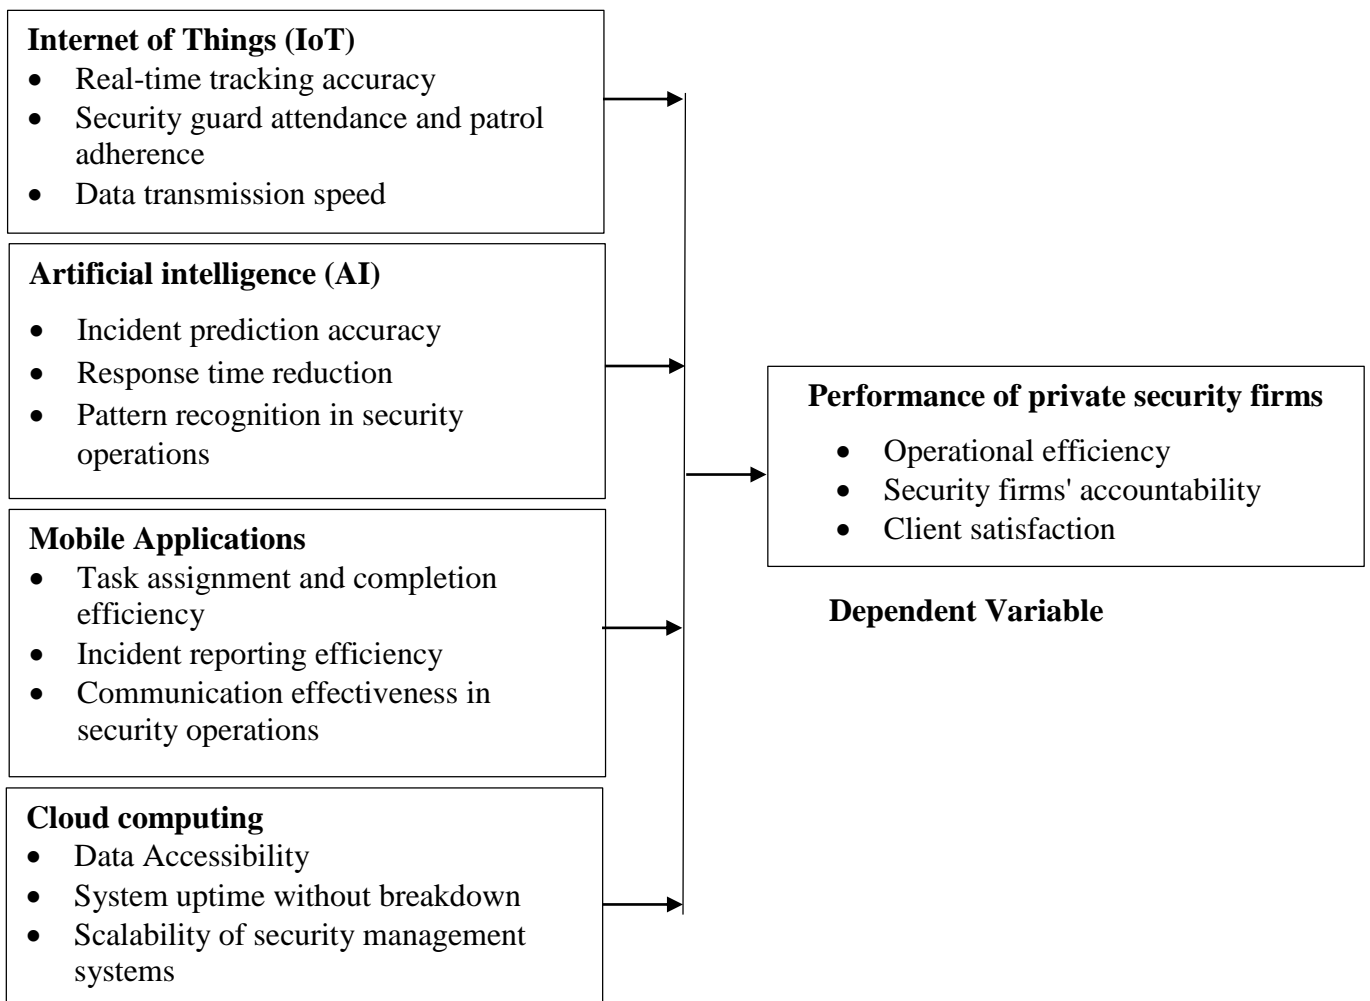 Internet of Things (IoT)
• Real-time tracking accuracy
• Security guard attendance and patrol
adherence
• Data transmission speed
Artificial intelligence (AI)
• Incident prediction accuracy
• Response time reduction
• Pattern recognition in security
operations
Mobile Applications
• Task assignment and completion
efficiency
• Incident reporting efficiency
• Communication effectiveness in
security operations
Cloud computing
• Data Accessibility
• System uptime without breakdown
• Scalability of security management
systems
Performance of private security firms
• Operational efficiency
• Security firms' accountability
• Client satisfaction
Dependent Variable